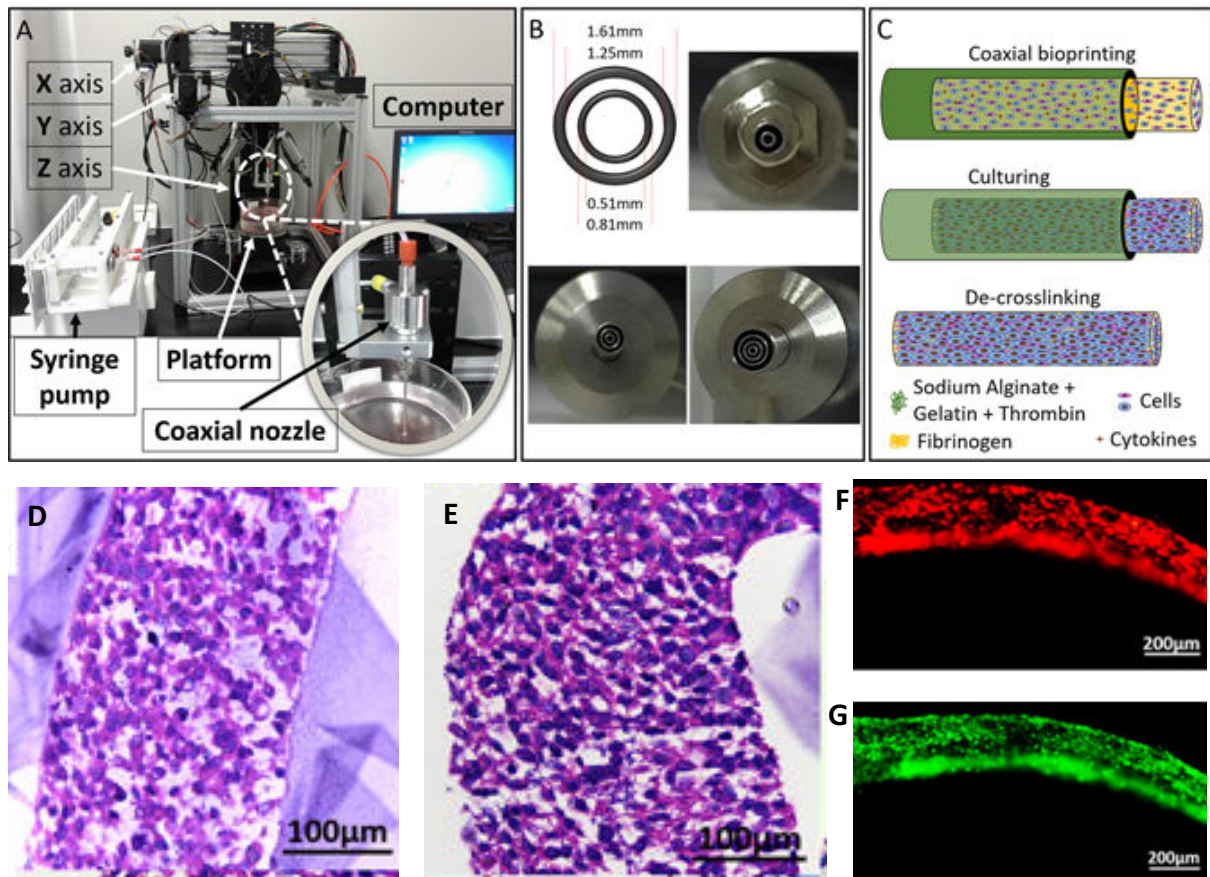 A
X axis
Y axis
Z axis
Computer
Syringe
pump
Platform
Coaxial nozzle
B
1.61mm
1.25mm
0.51mm
0.81mm
C
Coaxial bioprinting
Culturing
De-crosslinking
Sodium Alginate +
Gelatin + Thrombin
Cells
Fibrinogen
Cytokines
D
100μm
E
100μm
F
200μm
G
200μm